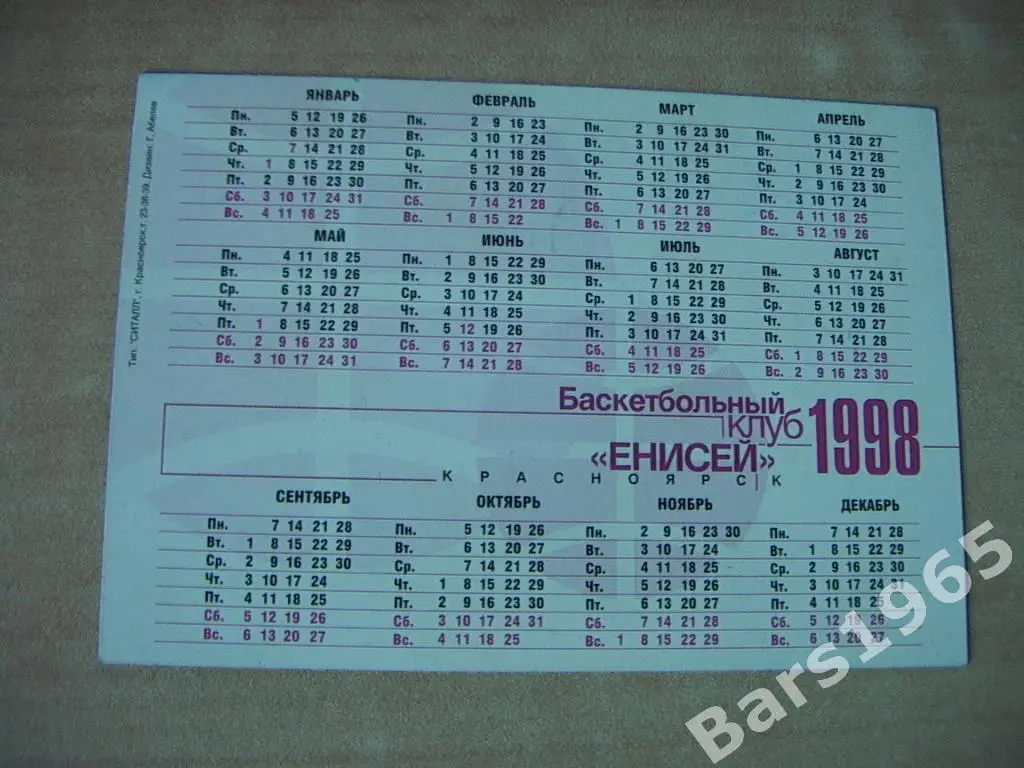 ЯНВАРЬ
Пн. 5 12 19 26
Вт. 6 13 20 27
Ср. 7 14 21 28
Чт. 1 8 15 22 29
Пт. 2 9 16 23 30
Сб. 3 10 17 24 31
Вс. 4 11 18 25
ФЕВРАЛЬ
Пн. 2 9 16 23
Вт. 3 10 17 24
Ср. 4 11 18 25
Чт. 5 12 19 26
Пт. 6 13 20 27
Сб. 7 14 21 28
Вс. 1 8 15 22
МАРТ
Пн. 2 9 16 23 30
Вт. 3 10 17 24 31
Ср. 4 11 18 25
Чт. 5 12 19 26
Пт. 6 13 20 27
Сб. 7 14 21 28
Вс. 1 8 15 22 29
АПРЕЛЬ
Пн. 6 13 20 27
Вт. 7 14 21 28
Ср. 1 8 15 22 29
Чт. 2 9 16 23 30
Пт. 3 10 17 24
Сб. 4 11 18 25
Вс. 5 12 19 26
МАЙ
Пн. 4 11 18 25
Вт. 5 12 19 26
Ср. 6 13 20 27
Чт. 7 14 21 28
Пт. 1 8 15 22 29
Сб. 2 9 16 23 30
Вс. 3 10 17 24 31
ИЮНЬ
Пн. 1 8 15 22 29
Вт. 2 9 16 23 30
Ср. 3 10 17 24
Чт. 4 11 18 25
Пт. 5 12 19 26
Сб. 6 13 20 27
Вс. 7 14 21 28
ИЮЛЬ
Пн. 6 13 20 27
Вт. 7 14 21 28
Ср. 1 8 15 22 29
Чт. 2 9 16 23 30
Пт. 3 10 17 24 31
Сб. 4 11 18 25
Вс. 5 12 19 26
АВГУСТ
Пн. 3 10 17 24 31
Вт. 4 11 18 25
Ср. 5 12 19 26
Чт. 6 13 20 27
Пт. 7 14 21 28
Сб. 1 8 15 22 29
Вс. 2 9 16 23 30
Баскетбольный
клуб
«ЕНИСЕЙ»
1998
КРАСНОЯРСК
СЕНТЯБРЬ
Пн. 7 14 21 28
Вт. 1 8 15 22 29
Ср. 2 9 16 23 30
Чт. 3 10 17 24
Пт. 4 11 18 25
Сб. 5 12 19 26
Вс. 6 13 20 27
ОКТЯБРЬ
Пн. 5 12 19 26
Вт. 6 13 20 27
Ср. 7 14 21 28
Чт. 1 8 15 22 29
Пт. 2 9 16 23 30
Сб. 3 10 17 24 31
Вс. 4 11 18 25
НОЯБРЬ
Пн. 2 9 16 23 30
Вт. 3 10 17 24
Ср. 4 11 18 25
Чт. 5 12 19 26
Пт. 6 13 20 27
Сб. 7 14 21 28
Вс. 1 8 15 22 29
ДЕКАБРЬ
Пн. 7 14 21 28
Вт. 1 8 15 22 29
Ср. 2 9 16 23 30
Чт. 3 10 17 24 31
Пт. 4 11 18 25
Сб. 5 12 19 26
Вс. 6 13 20 27
Тип. "СИТАЛЛ", г. Красноярск,т. 23-36-39, Дизайн: Г. Абелев
Bars1965